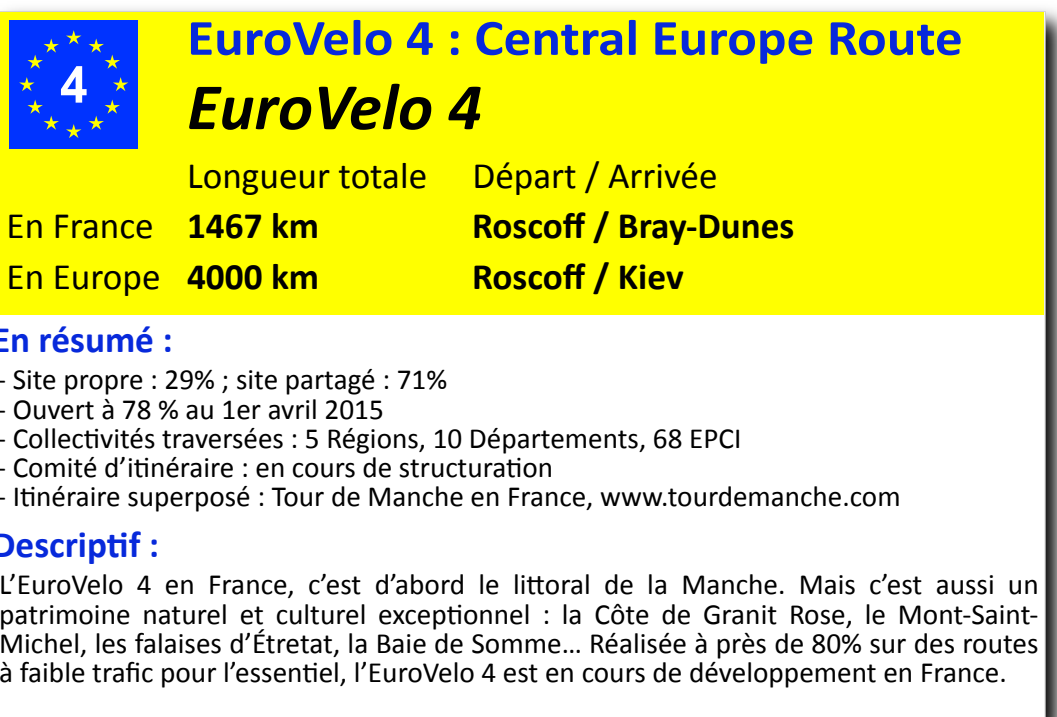 4
EuroVelo 4 : Central Europe Route
EuroVelo 4
Longueur totale Départ / Arrivée
En France 1467 km Roscoff / Bray-Dunes
En Europe 4000 km Roscoff / Kiev
En résumé :
- Site propre : 29% ; site partagé : 71%
- Ouvert à 78 % au 1er avril 2015
- Collectivités traversées : 5 Régions, 10 Départements, 68 EPCI
- Comité d’itinéraire : en cours de structuration
- Itinéraire superposé : Tour de Manche en France, www.tourdemanche.com
Descriptif :
L’EuroVelo 4 en France, c’est d’abord le littoral de la Manche. Mais c’est aussi un
patrimoine naturel et culturel exceptionnel : la Côte de Granit Rose, le Mont-Saint-
Michel, les falaises d’Étretat, la Baie de Somme… Réalisée à près de 80% sur des routes
à faible trafic pour l’essentiel, l’EuroVelo 4 est en cours de développement en France.